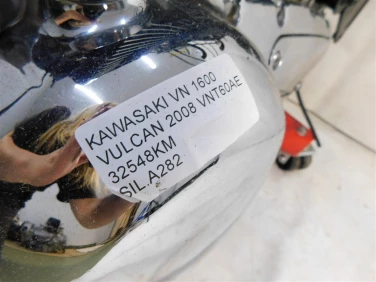 KAWASAKI VN 1600
VULCAN 2008 VNT60AE
32548KM
SIL.A282